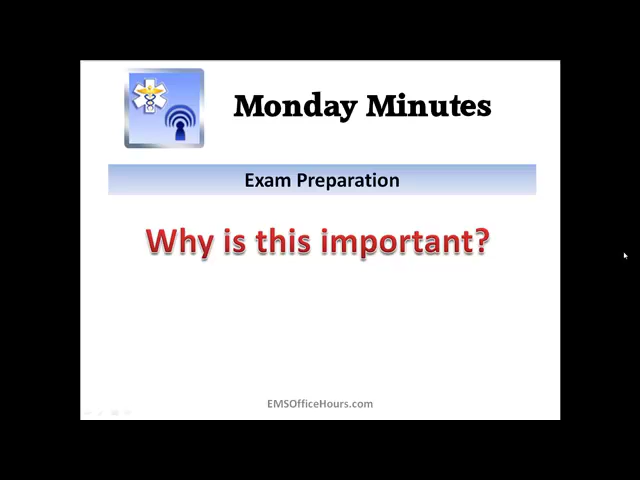 Monday Minutes
Exam Preparation
Why is this important?
EMSOfficeHours.com